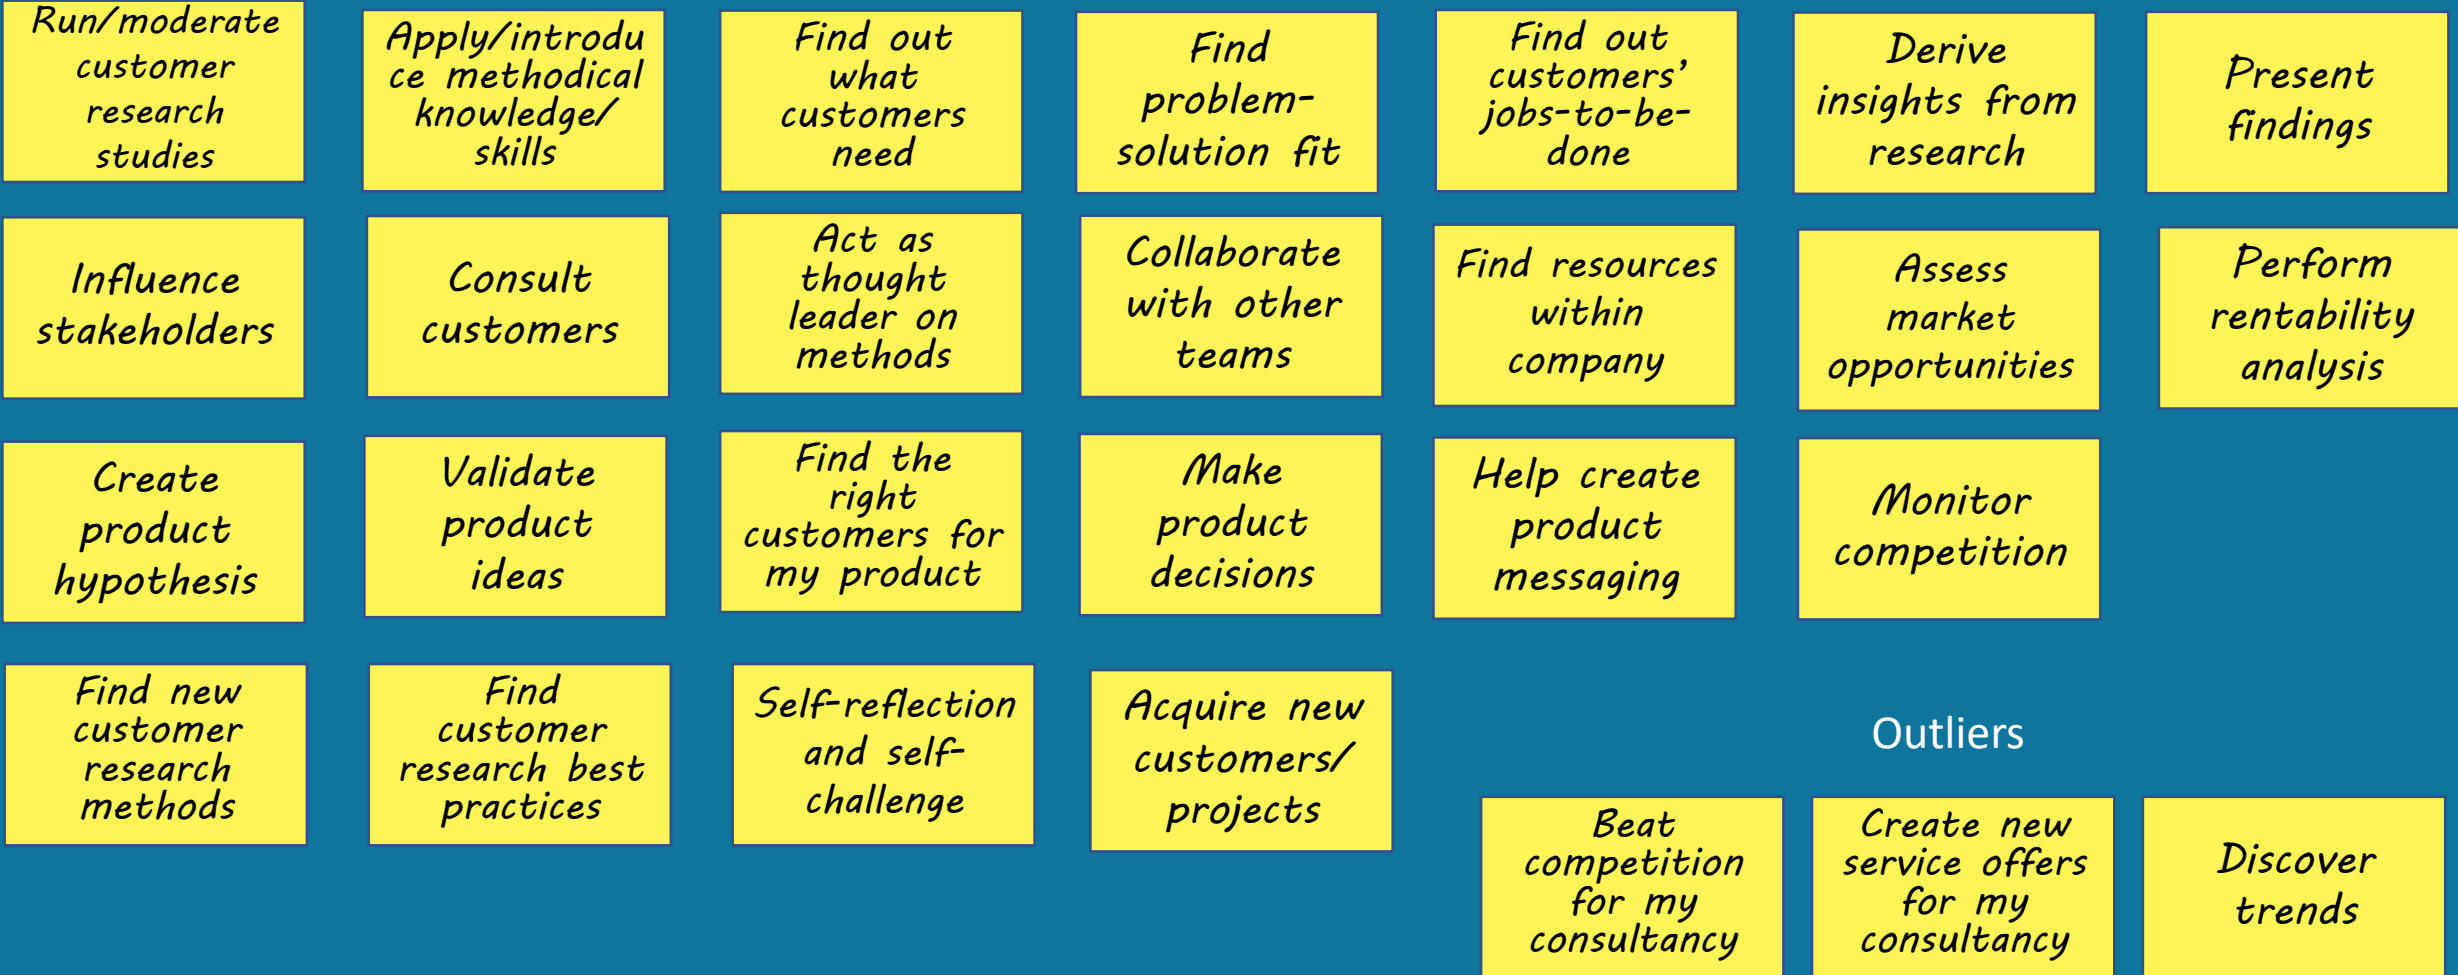 Run/moderate
customer
research
studies
Apply/introdu
ce methodical
knowledge/
skills
Find out
what
customers
need
Find
problem-
solution fit
Find out
customers’
jobs-to-be-
done
Derive
insights from
research
Present
findings
Influence
stakeholders
Consult
customers
Act as
thought
leader on
methods
Collaborate
with other
teams
Find resources
within
company
Assess
market
opportunities
Perform
rentability
analysis
Create
product
hypothesis
Validate
product
ideas
Find the
right
customers for
my product
Make
product
decisions
Help create
product
messaging
Monitor
competition
Find new
customer
research
methods
Find
customer
research best
practices
Self-reflection
and self-
challenge
Acquire new
customers/
projects
Outliers
Beat
competition
for my
consultancy
Create new
service offers
for my
consultancy
Discover
trends